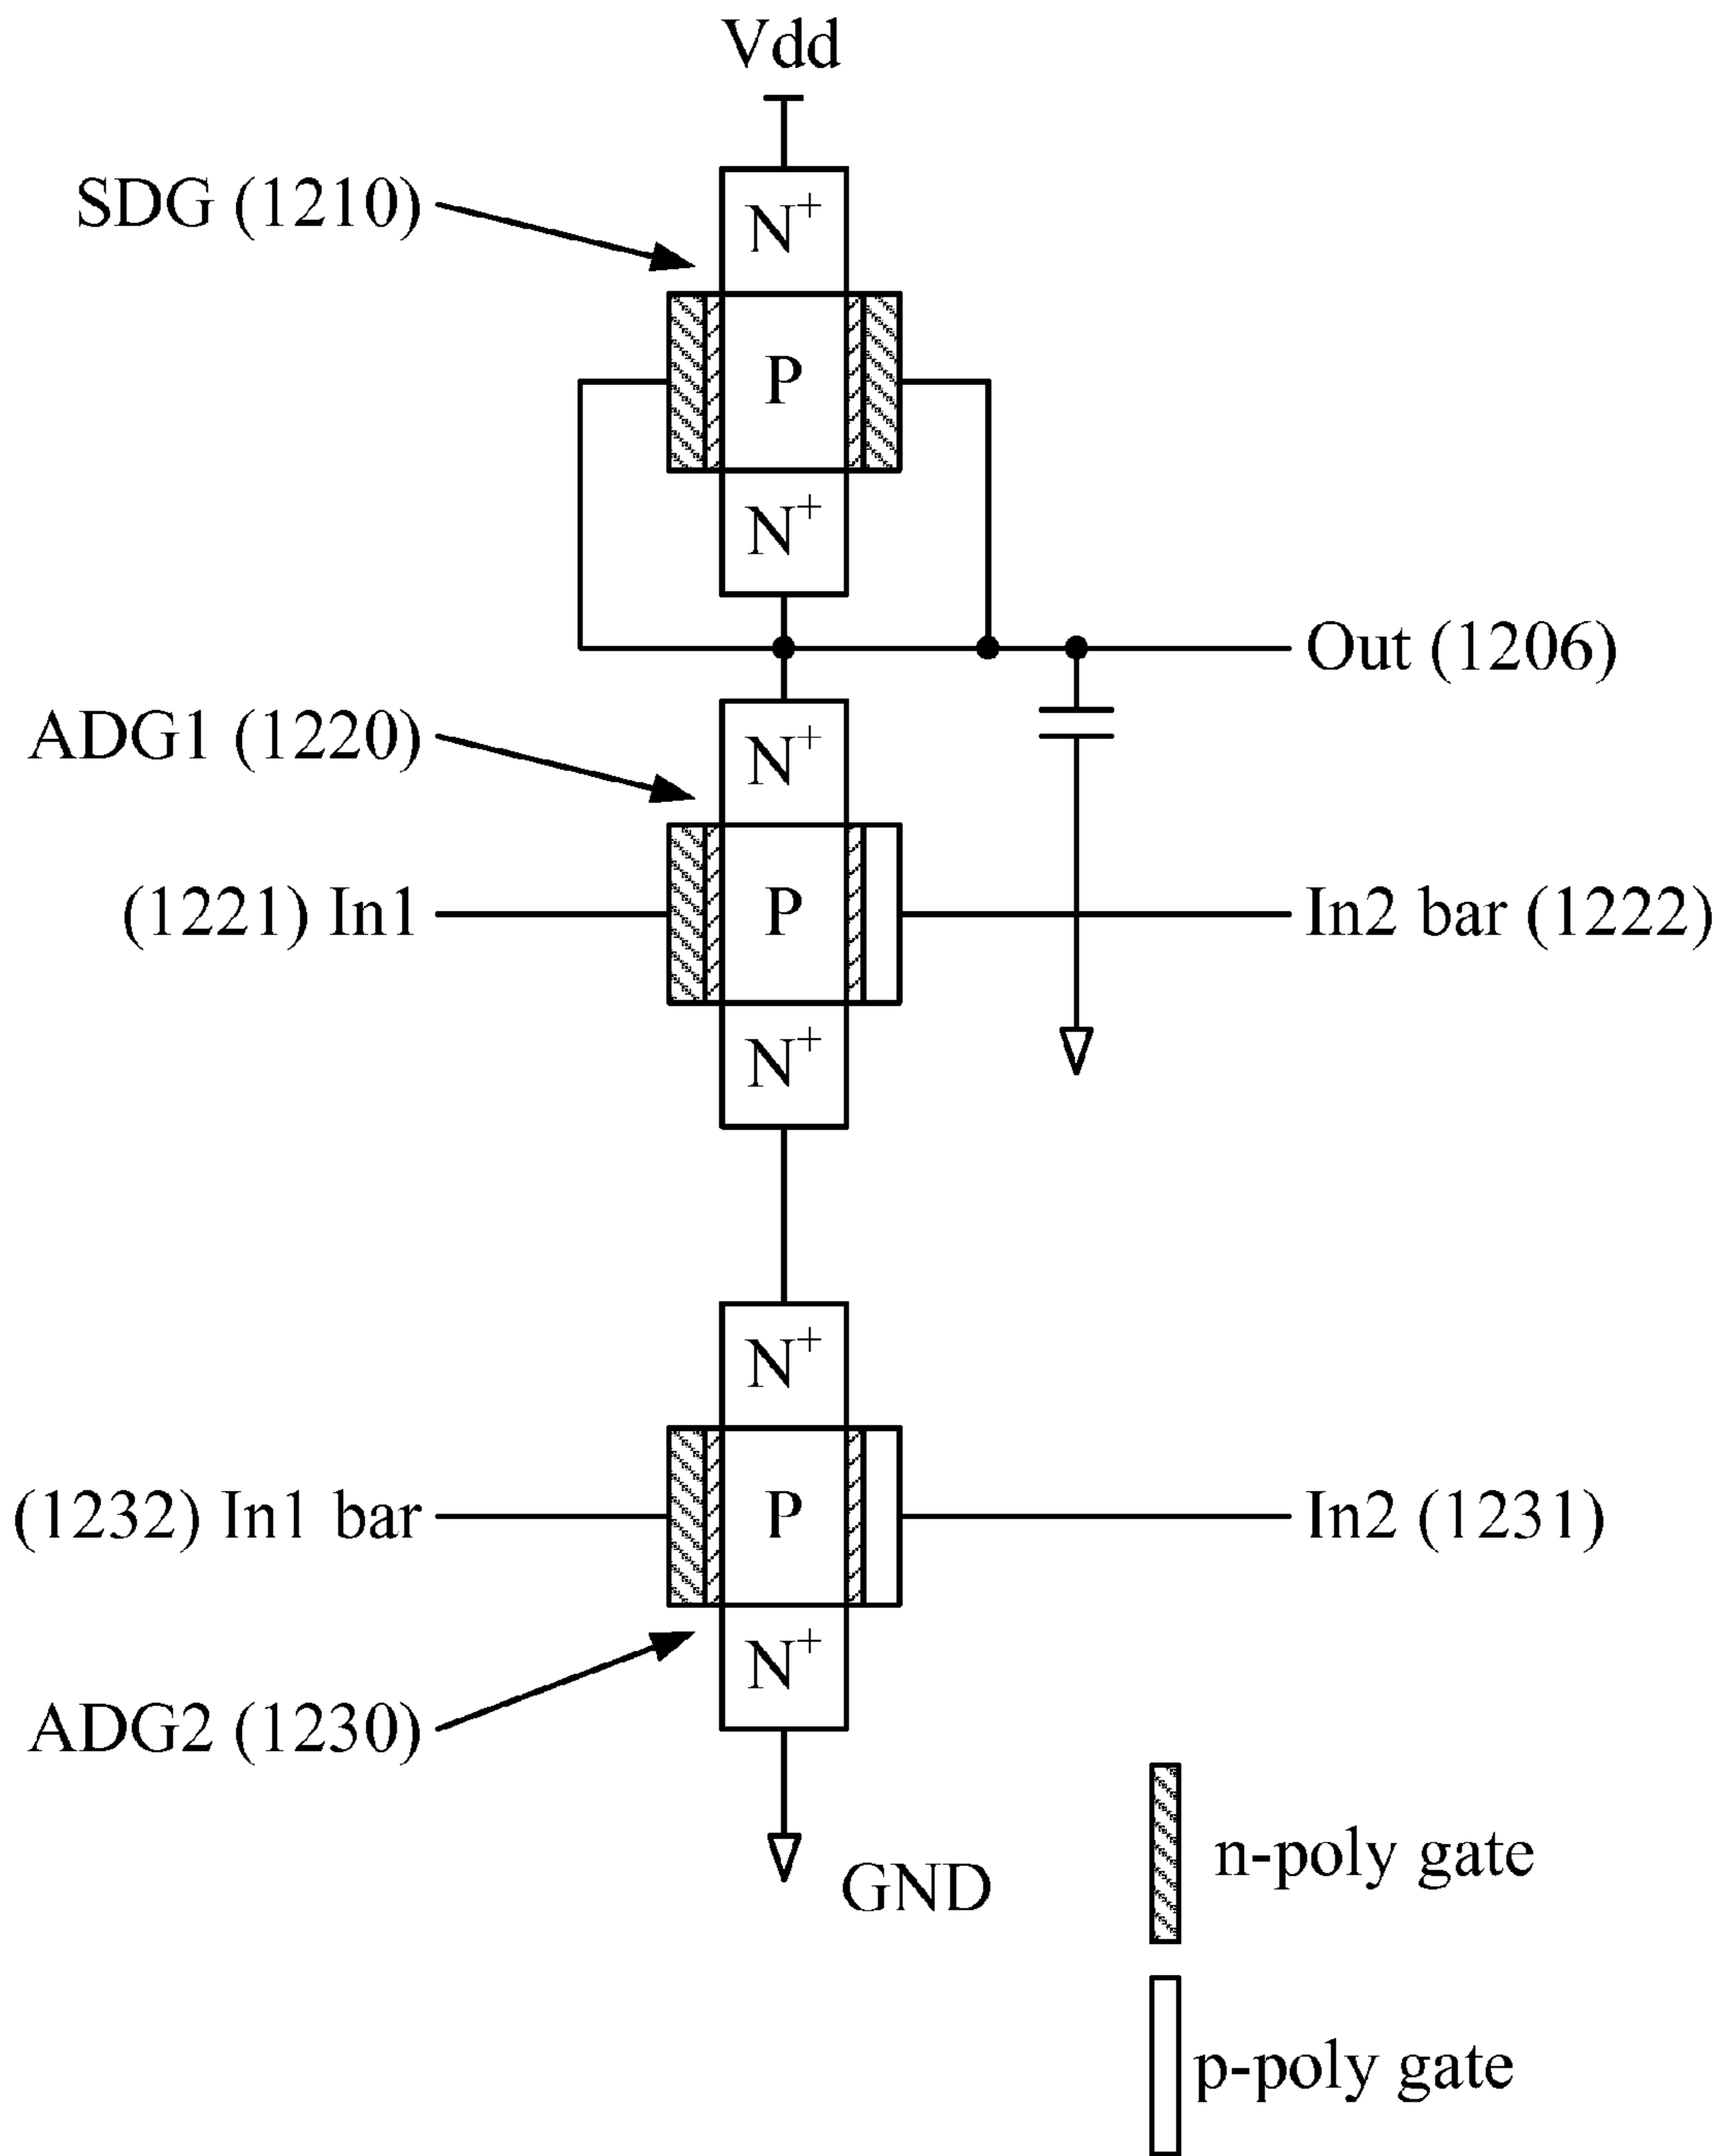 Vdd
SDG (1210)
N+
P
N+
Out (1206)
ADG1 (1220)
N+
(1221) In1
P
In2 bar (1222)
N+
N+
(1232) In1 bar
P
In2 (1231)
N+
ADG2 (1230)
n-poly gate
GND
p-poly gate